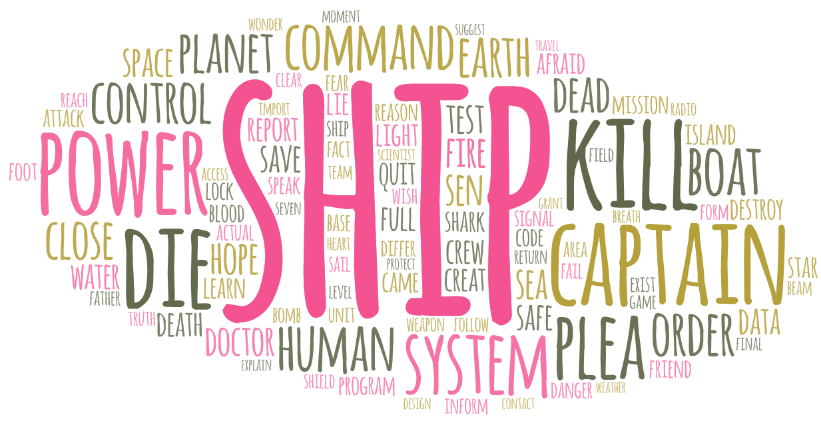 MOMENT
WONDER
SUGGEST
PLANET
COMMAND
EARTH
TRAVEL
SPACE
AFRAID
CLEAR
FEAR
DEAD
REACH
CONTROL
SHIP
LIE
MISSION
RADIO
ATTACK
IMPORT
REASON
TEST
KILL
ISLAND
REPORT
SHIP
LIGHT
POWER
FACT
FIRE
SAVE
SCIENTIST
FIELD
BOAT
FOOT
ACCESS
TEAM
QUIT
LOCK
SPEAK
SEN
WISH
GRANT
BLOOD
SEVEN
FORM
DESTROY
BASE
FULL
SHARK
SIGNAL
BREATH
CLOSE
DIE
ACTUAL
HEART
DIFFER
CREW
CODE
CAPTAIN
HOPE
SAIL
PROTECT
RETURN
AREA
WATER
CAME
CREAT
SEA
FAIL
STAR
LEARN
LEVEL
EXIST
BEAM
FATHER
GAME
TRUTH
DEATH
BOMB
UNIT
WEAPON
FOLLOW
SAFE
PLEA
ORDER
DATA
DOCTOR
HUMAN
SYSTEM
FINAL
EXPLAIN
FRIEND
SHIELD
PROGRAM
DANGER
WEATHER
DESIGN
INFORM
CONTACT